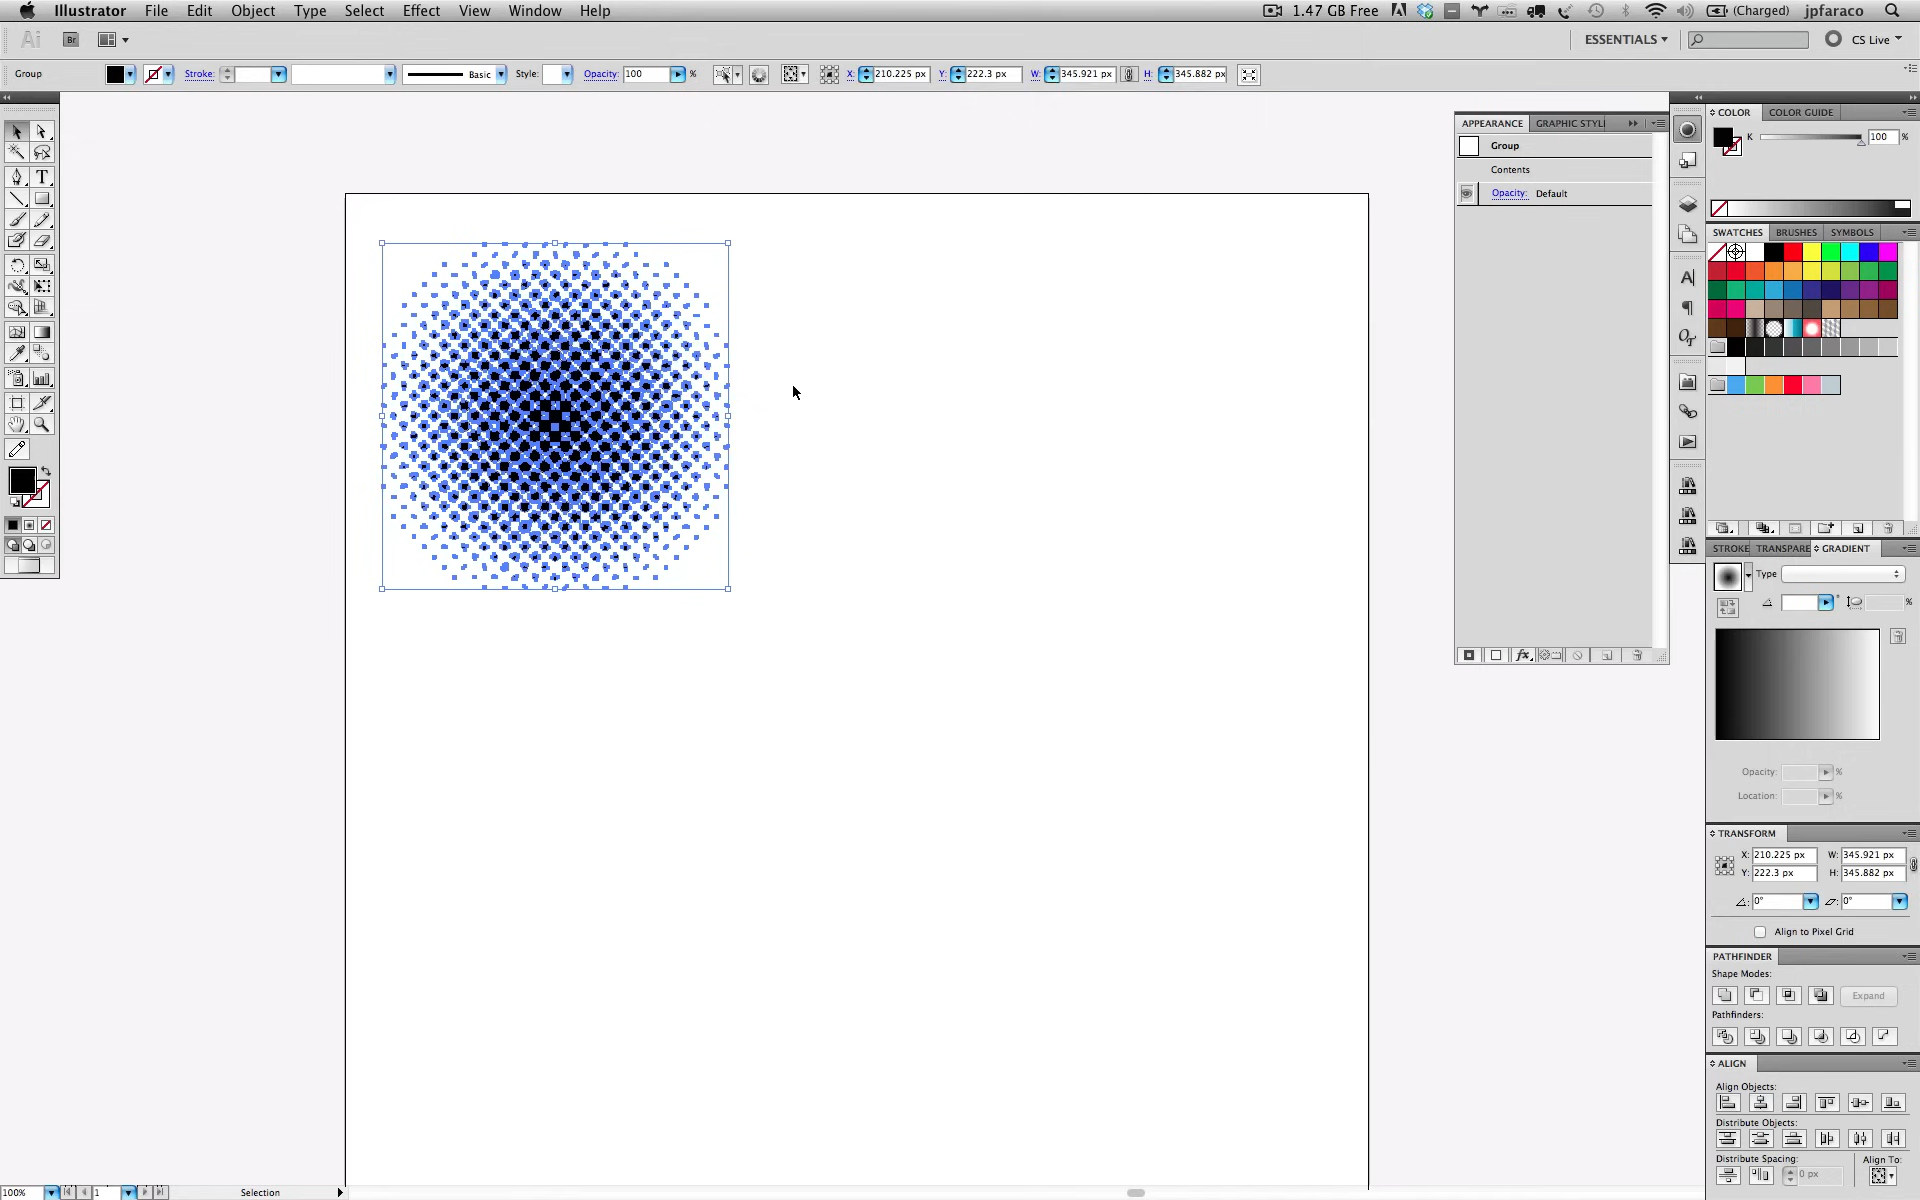 Illustrator File Edit Object Type Select Effect View Window Help 1.47 GB Free (Charged) jpfaraco
Ai Br ESSENTIALS CS Live
Group Stroke: Basic Style: Opacity: 100 % X: 210.225 px Y: 222.3 px W: 345.921 px H: 345.882 px
APPEARANCE GRAPHIC STYL
Group
Contents
Opacity: Default
fx
COLOR COLOR GUIDE
K 100 %
SWATCHES BRUSHES SYMBOLS
STROKE TRANSPARE GRADIENT
Type
° %
Opacity: %
Location: %
TRANSFORM
X: 210.225 px W: 345.921 px
Y: 222.3 px H: 345.882 px
0° 0°
Align to Pixel Grid
PATHFINDER
Shape Modes:
Expand
Pathfinders:
ALIGN
Align Objects:
Distribute Objects:
Distribute Spacing: Align To:
0 px
100% 1 Selection